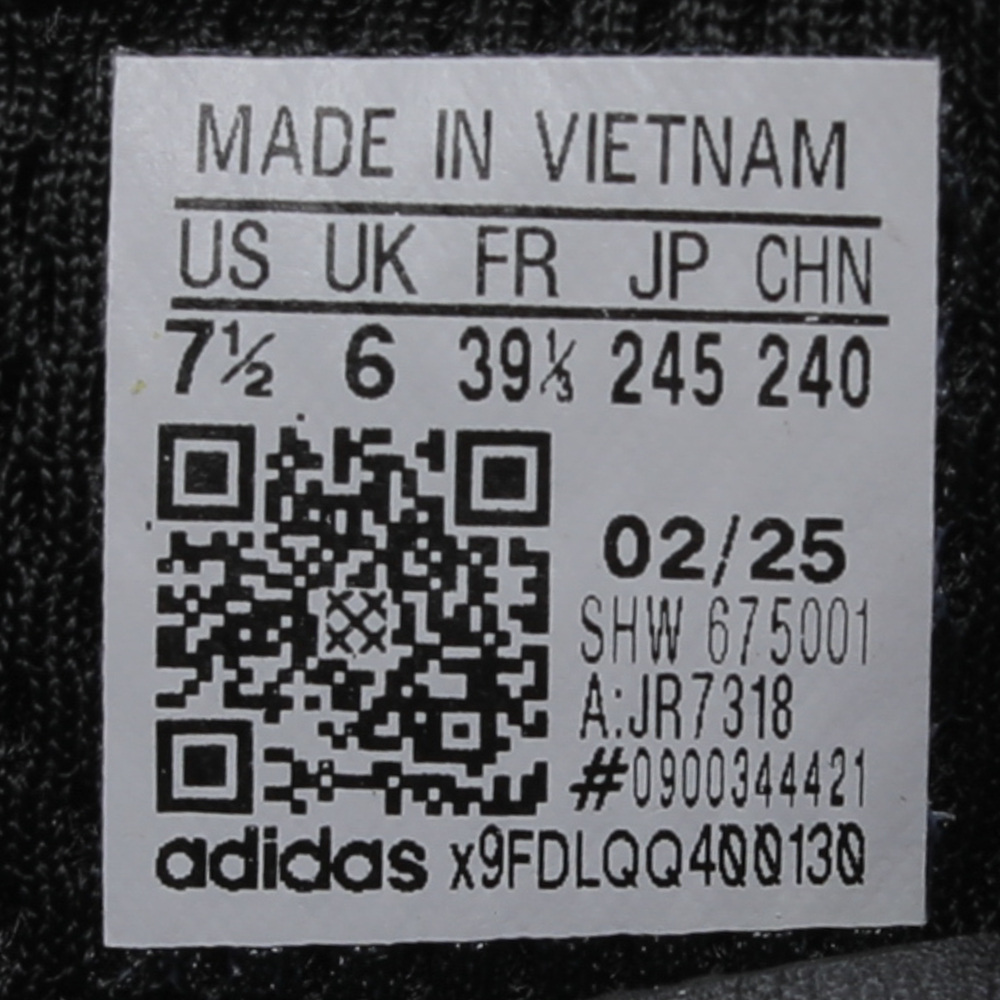 MADE IN VIETNAM
US UK FR JP CHN
7½ 6 39⅓ 245 240
02/25
SHW 675001
A:JR7318
#0900344421
adidas x9FDLQQ400130